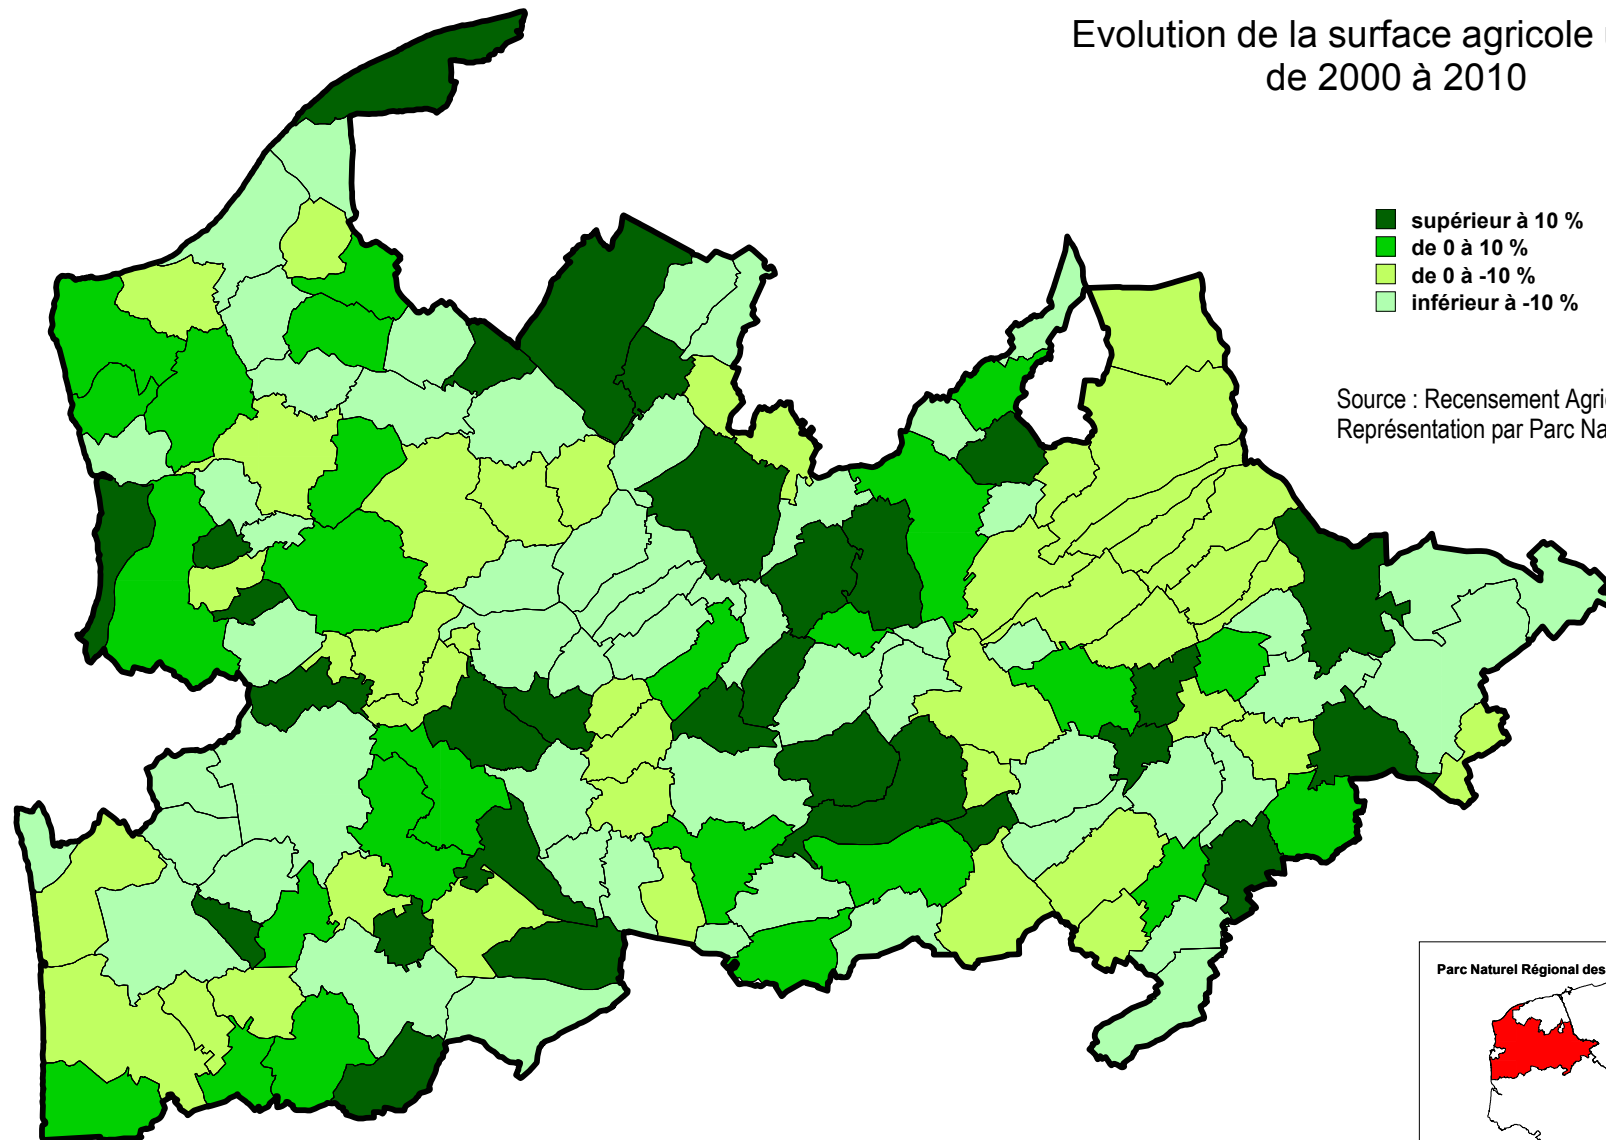 Evolution de la surface agricole
de 2000 à 2010
supérieur à 10 %
de 0 à 10 %
de 0 à -10 %
inférieur à -10 %
Source : Recensement
Représentation par Parc
Parc Naturel Régional des